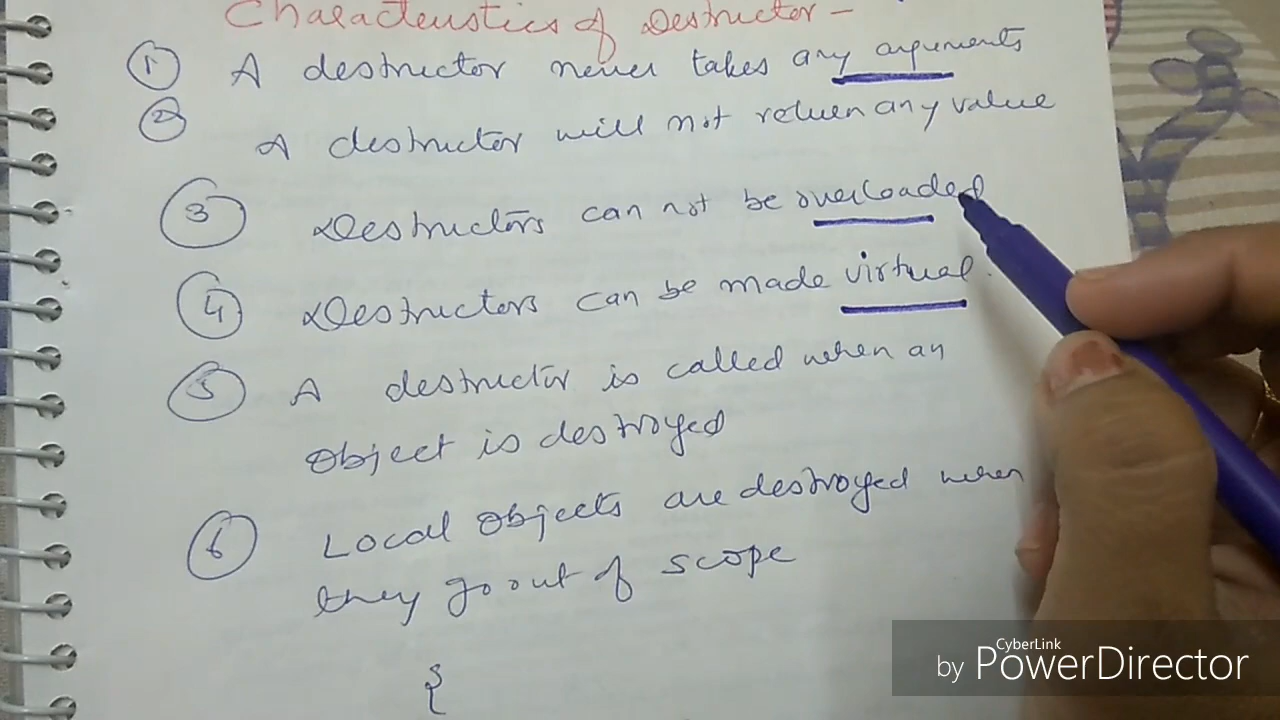 Characteristics of Destructor –
① A destructor never takes any arguments
② A destructor will not return any value
③ Destructors can not be overloaded
④ Destructors can be made virtual.
⑤ A destructor is called when an
object is destroyed
⑥ Local objects are destroyed when
they go out of scope
{
CyberLink
by PowerDirector